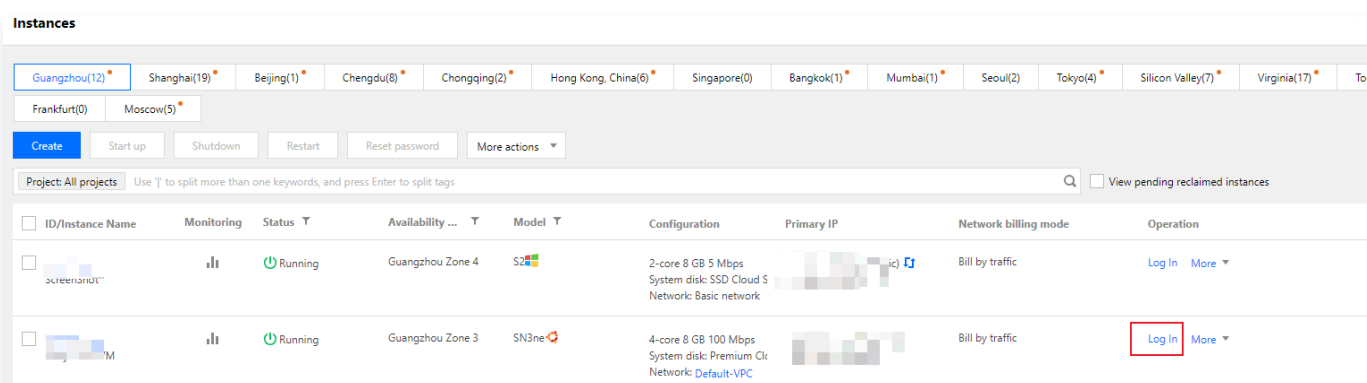 Instances
Guangzhou(12) Shanghai(19) Beijing(1) Chengdu(8) Chongqing(2) Hong Kong, China(6) Singapore(0) Bangkok(1) Mumbai(1) Seoul(2) Tokyo(4) Silicon Valley(7) Virginia(17) To
Frankfurt(0) Moscow(5)
Create Start up Shutdown Restart Reset password More actions
Project: All projects Use '|' to split more than one keywords, and press Enter to split tags View pending reclaimed instances
ID/Instance Name Monitoring Status Availability ... Model Configuration Primary IP Network billing mode Operation
Running Guangzhou Zone 4 S2 2-core 8 GB 5 Mbps ic) Bill by traffic Log In More
System disk: SSD Cloud S
Network: Basic network
Running Guangzhou Zone 3 SN3ne 4-core 8 GB 100 Mbps Bill by traffic Log In More
System disk: Premium Clo
Network: Default-VPC